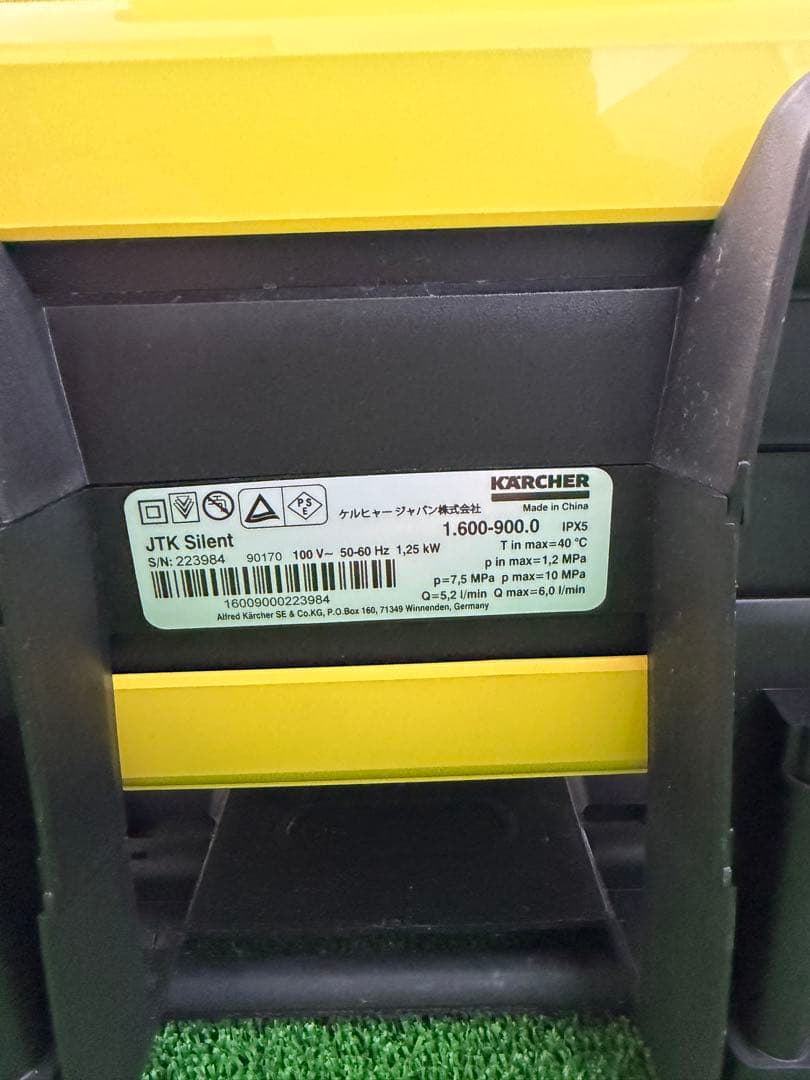 KÄRCHER
Made in China
PS
E
ケルヒャー ジャパン株式会社
JTK Silent
1.600-900.0 IPX5
S/N: 223984 90170 100 V~ 50-60 Hz 1,25 kW
T in max=40 °C
p in max=1,2 MPa
p=7,5 MPa p max=10 MPa
Q=5,2 l/min Q max=6,0 l/min
16009000223984
Alfred Kärcher SE & Co.KG, P.O.Box 160, 71349 Winnenden, Germany